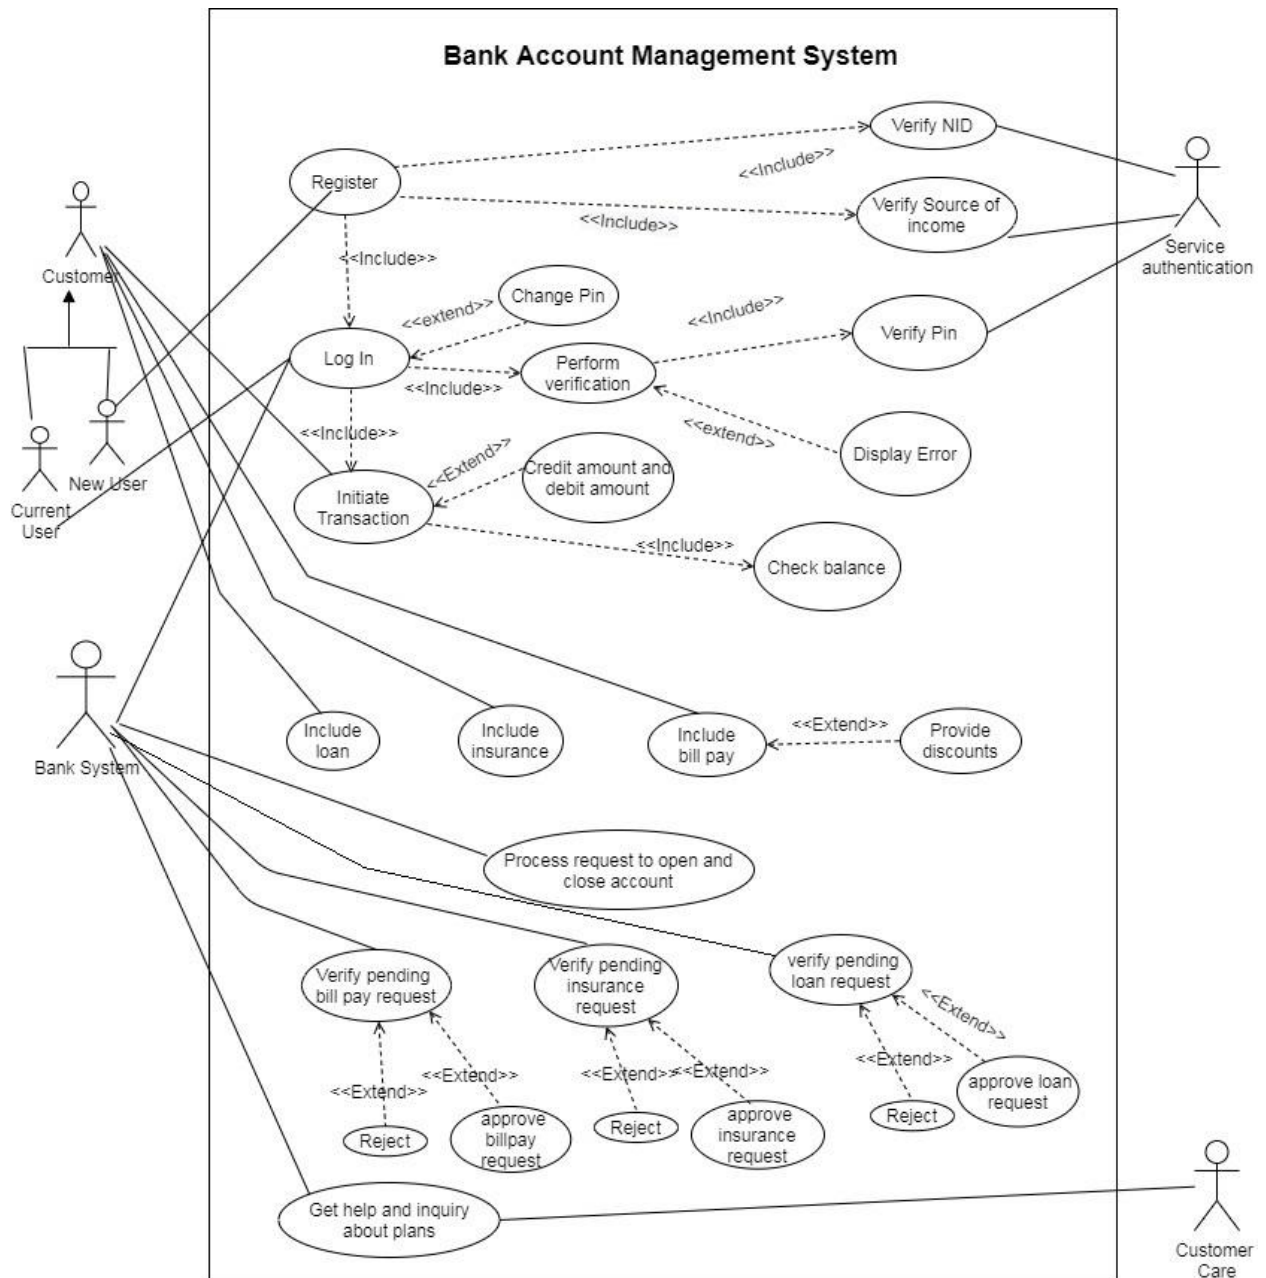 Bank Account Management System
Verify NID
<<Include>>
Register
Verify Source of
income
<<Include>>
Service
authentication
Customer
<<Include>>
Change Pin
<<extend>>
<<Include>>
Verify Pin
Log In
Perform
verification
<<Include>>
<<Include>>
<<extend>>
Display Error
<<Extend>>
Credit amount and
debit amount
New User
Current
User
Initiate
Transaction
<<Include>>
Check balance
Bank System
Include
loan
Include
insurance
Include
bill pay
<<Extend>>
Provide
discounts
Process request to open and
close account
Verify pending
bill pay request
Verify pending
insurance
request
verify pending
loan request
<<Extend>>
<<Extend>>
<<Extend>>
<<Extend>>
<<Extend>>
<<Extend>>
Reject
approve
billpay
request
Reject
approve
insurance
request
Reject
approve loan
request
Get help and inquiry
about plans
Customer
Care